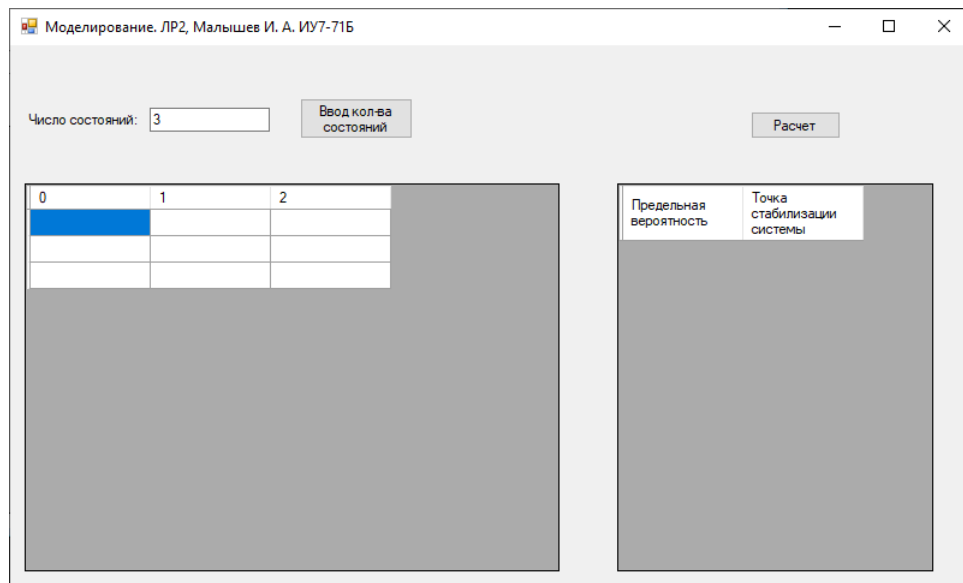 Моделирование. ЛР2, Малышев И. А. ИУ7-71Б
Число состояний:
3
Ввод кол-ва
состояний
Расчет
0 1 2
Предельная
вероятность
Точка
стабилизации
системы